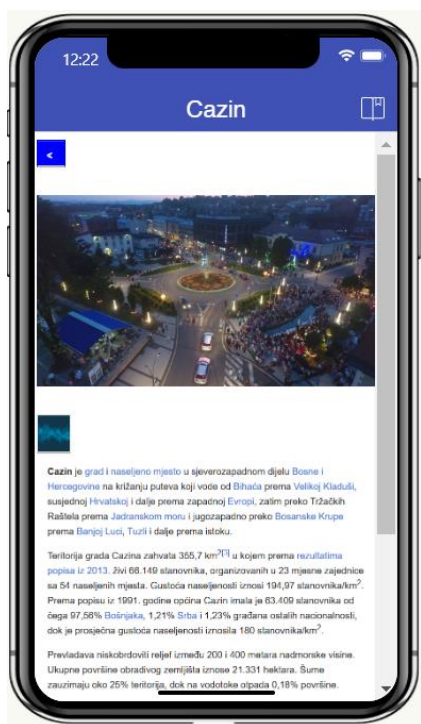 12:22
Cazin
<
Cazin je grad i naseljeno mjesto u sjeverozapadnom dijelu Bosne i
Hercegovine na križanju puteva koji vode od Bihaća prema Velikoj Kladuši,
susjednoj Hrvatskoj i dalje prema zapadnoj Evropi, zatim preko Tržačkih
Raštela prema Jadranskom moru i jugozapadno preko Bosanske Krupe
prema Banjoj Luci, Tuzli i dalje prema istoku.
Teritorija grada Cazina zahvata 355,7 km²[1] u kojem prema rezultatima
popisa iz 2013. živi 66.149 stanovnika, organizovanih u 23 mjesne zajednice
sa 54 naseljenih mjesta. Gustoća naseljenosti iznosi 194,97 stanovnika/km².
Prema popisu iz 1991. godine općina Cazin imala je 63.409 stanovnika od
čega 97,56% Bošnjaka, 1,21% Srba i 1,23% građana ostalih nacionalnosti,
dok je prosječna gustoća naseljenosti iznosila 180 stanovnika/km².
Prevladava niskobrdoviti reljef između 200 i 400 metara nadmorske visine.
Ukupne površine obradivog zemljišta iznose 21.331 hektara. Šume
zauzimaju oko 25% teritorija, dok na vodotoke otpada 0,18% površine.